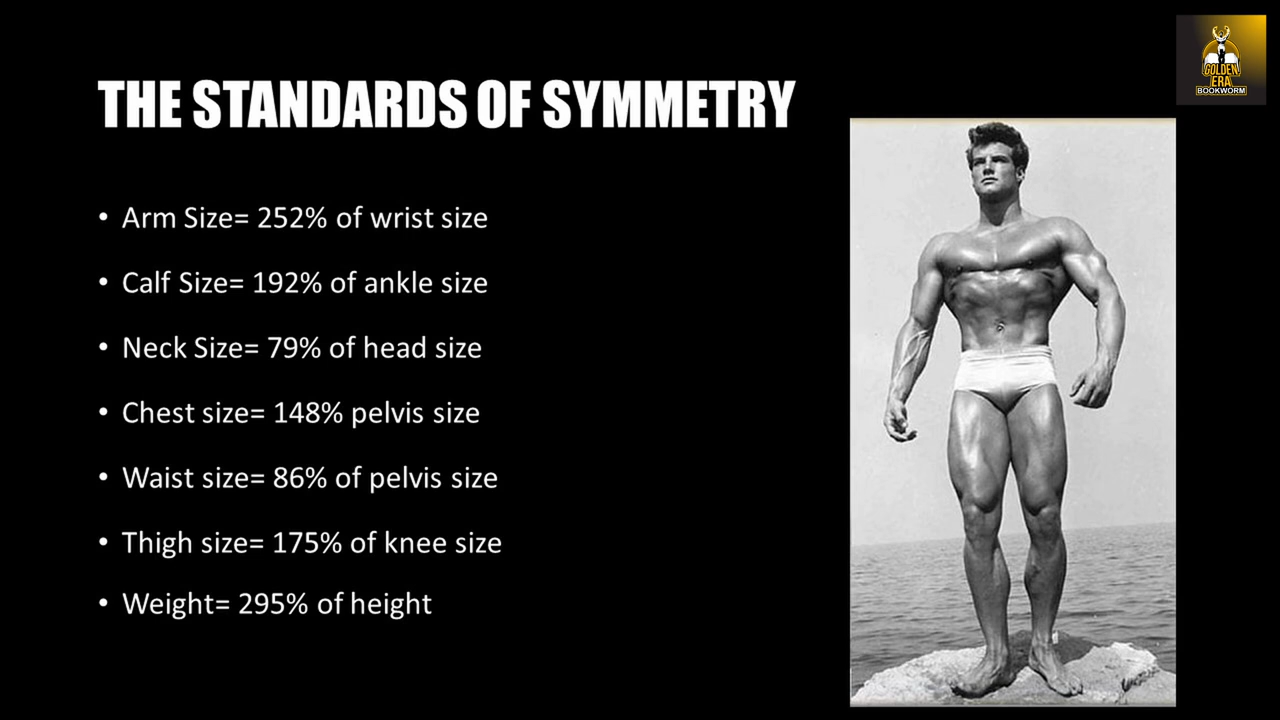 GOLDEN
ERA
BOOKWORM
THE STANDARDS OF SYMMETRY
• Arm Size= 252% of wrist size
• Calf Size= 192% of ankle size
• Neck Size= 79% of head size
• Chest size= 148% pelvis size
• Waist size= 86% of pelvis size
• Thigh size= 175% of knee size
• Weight= 295% of height